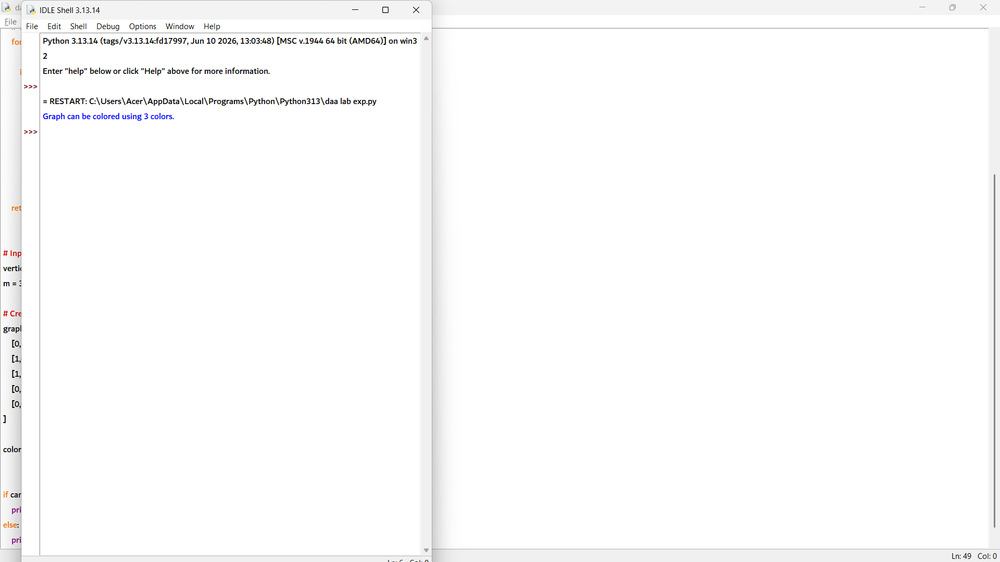 IDLE Shell 3.13.14
File Edit Shell Debug Options Window Help
Python 3.13.14 (tags/v3.13.14:fd17997, Jun 10 2026, 13:03:48) [MSC v.1944 64 bit (AMD64)] on win3
2
Enter "help" below or click "Help" above for more information.
>>>
= RESTART: C:\Users\Acer\AppData\Local\Programs\Python\Python313\daa lab exp.py
Graph can be colored using 3 colors.
>>>
File
for
ret
# Inp
vertic
m = 3
# Cre
graph
[0,
[1,
[1,
[0,
[0,
]
color
if can
pri
else:
pri
Ln: 49 Col: 0